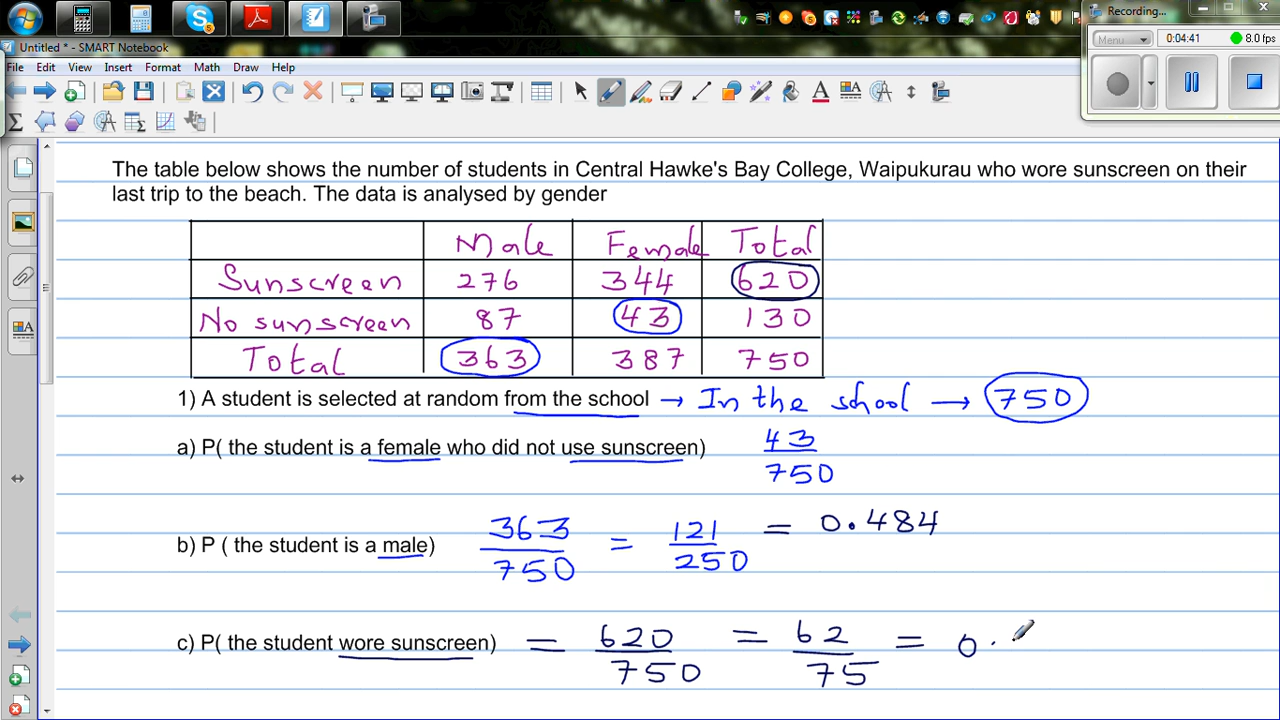 Recording...
Untitled * - SMART Notebook
Menu 0:04:41 8.0 fps
File Edit View Insert Format Math Draw Help
The table below shows the number of students in Central Hawke's Bay College, Waipukurau who wore sunscreen on their
last trip to the beach. The data is analysed by gender
Male Female Total
Sunscreen 276 344 620
No sunscreen 87 43 130
Total 363 387 750
1) A student is selected at random from the school → In the school → 750
a) P( the student is a female who did not use sunscreen) 43/750
b) P ( the student is a male) 363/750 = 121/250 = 0.484
c) P( the student wore sunscreen) = 620/750 = 62/75 = 0.